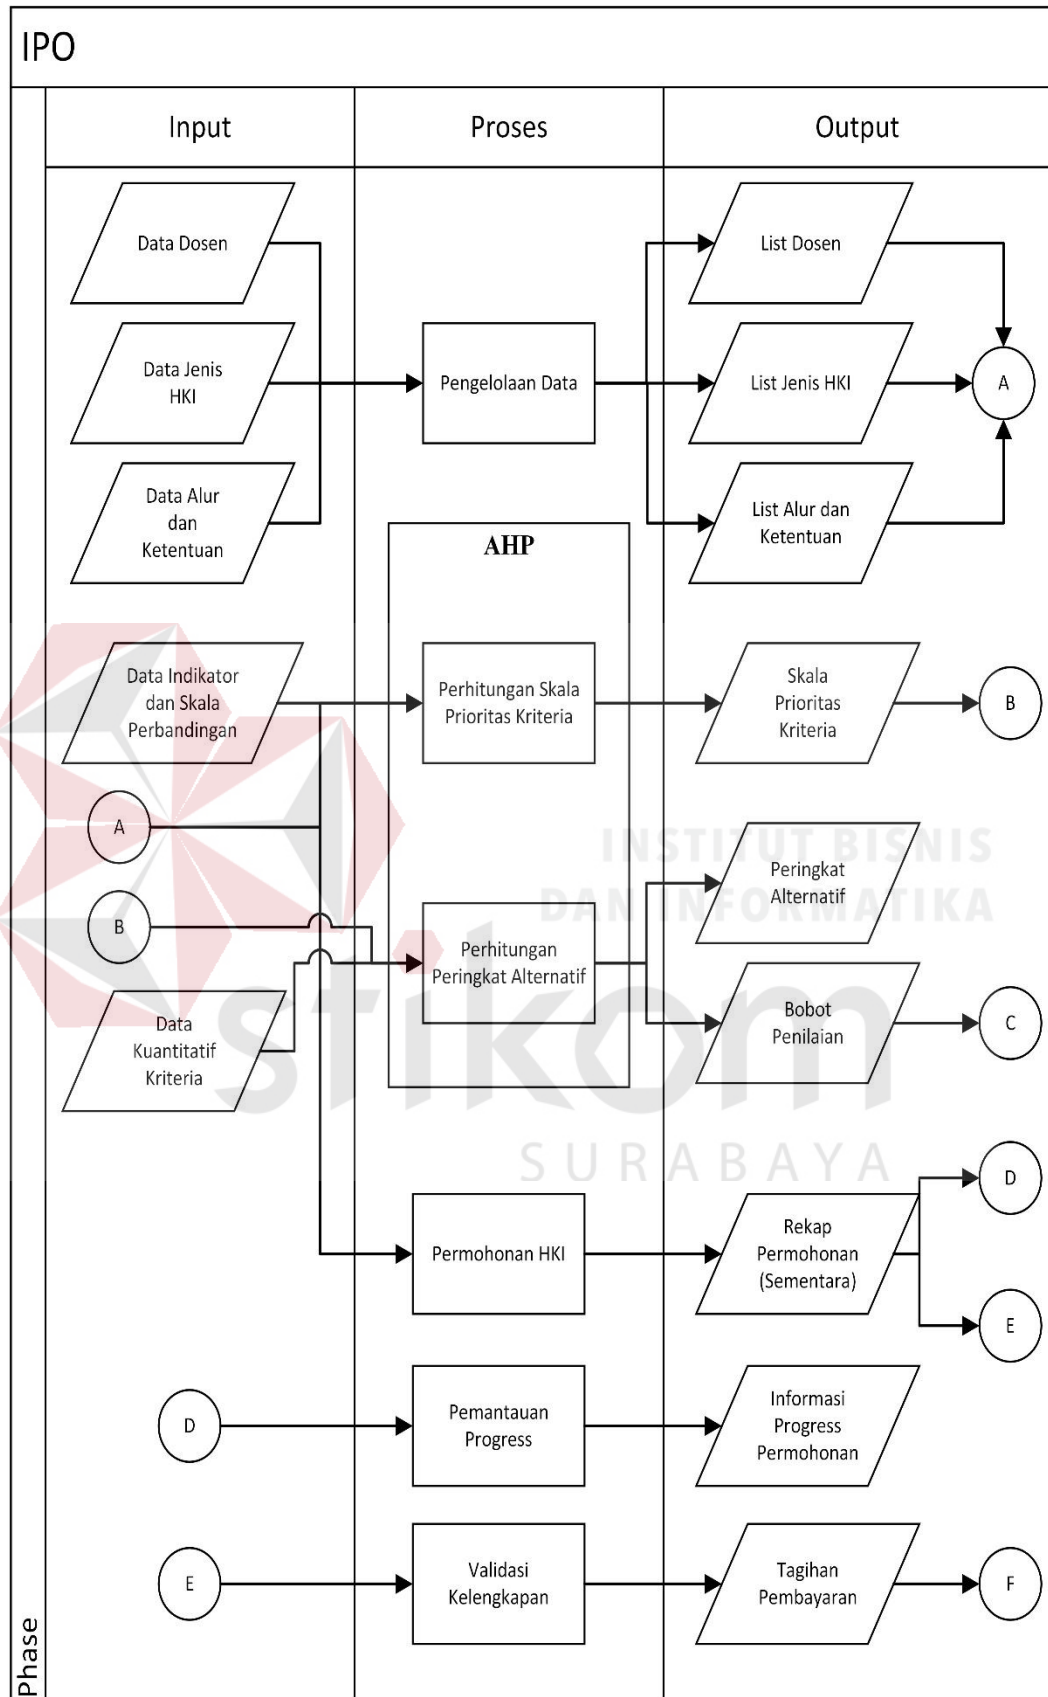 IPO
Input
Proses
Output
Data Dosen
List Dosen
Data Jenis
HKI
Pengelolaan Data
List Jenis HKI
A
Data Alur
dan
Ketentuan
List Alur dan
Ketentuan
AHP
Data Indikator
dan Skala
Perbandingan
Perhitungan Skala
Prioritas Kriteria
Skala
Prioritas
Kriteria
B
A
INSTITUT BISNIS
DAN INFORMATIKA
Peringkat
Alternatif
B
Perhitungan
Peringkat Alternatif
Data
Kuantitatif
Kriteria
Bobot
Penilaian
C
stikom
SURABAYA
D
Permohonan HKI
Rekap
Permohonan
(Sementara)
E
D
Pemantauan
Progress
Informasi
Progress
Permohonan
E
Validasi
Kelengkapan
Tagihan
Pembayaran
F
Phase